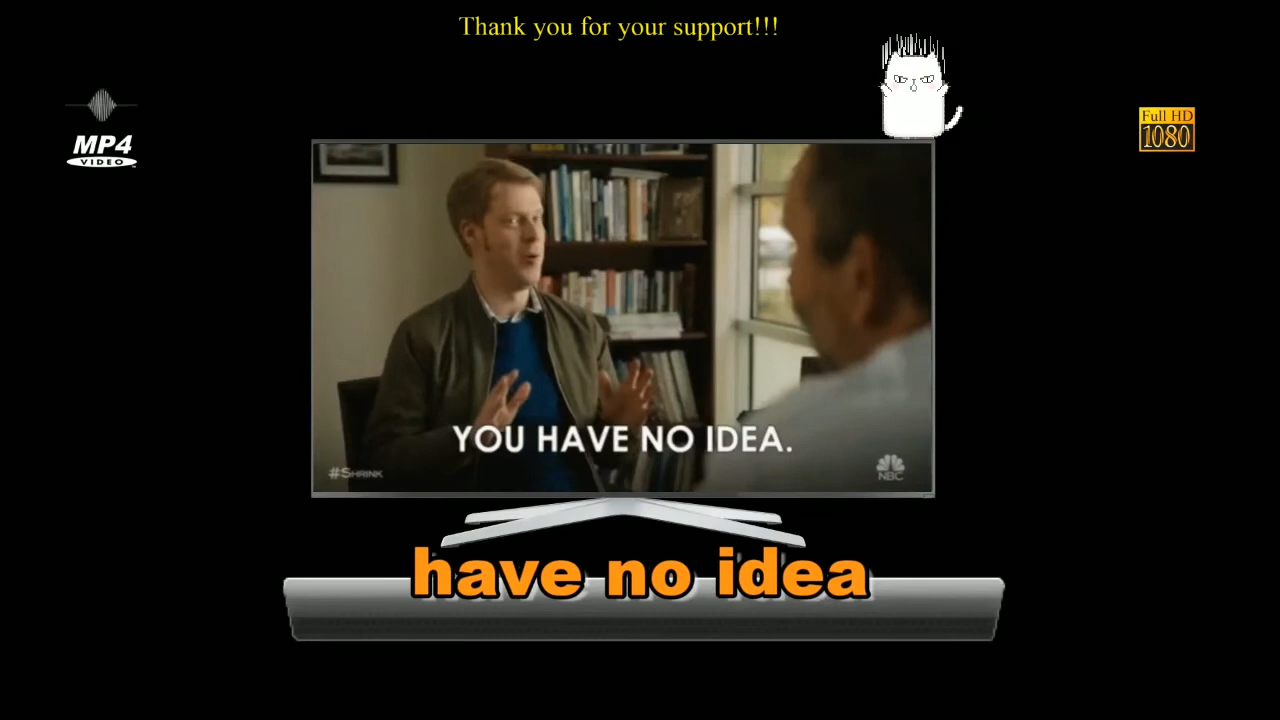 Thank you for your support!!!
MP4
VIDEO
Full HD
1080
YOU HAVE NO IDEA.
#SHRINK
NBC
have no idea